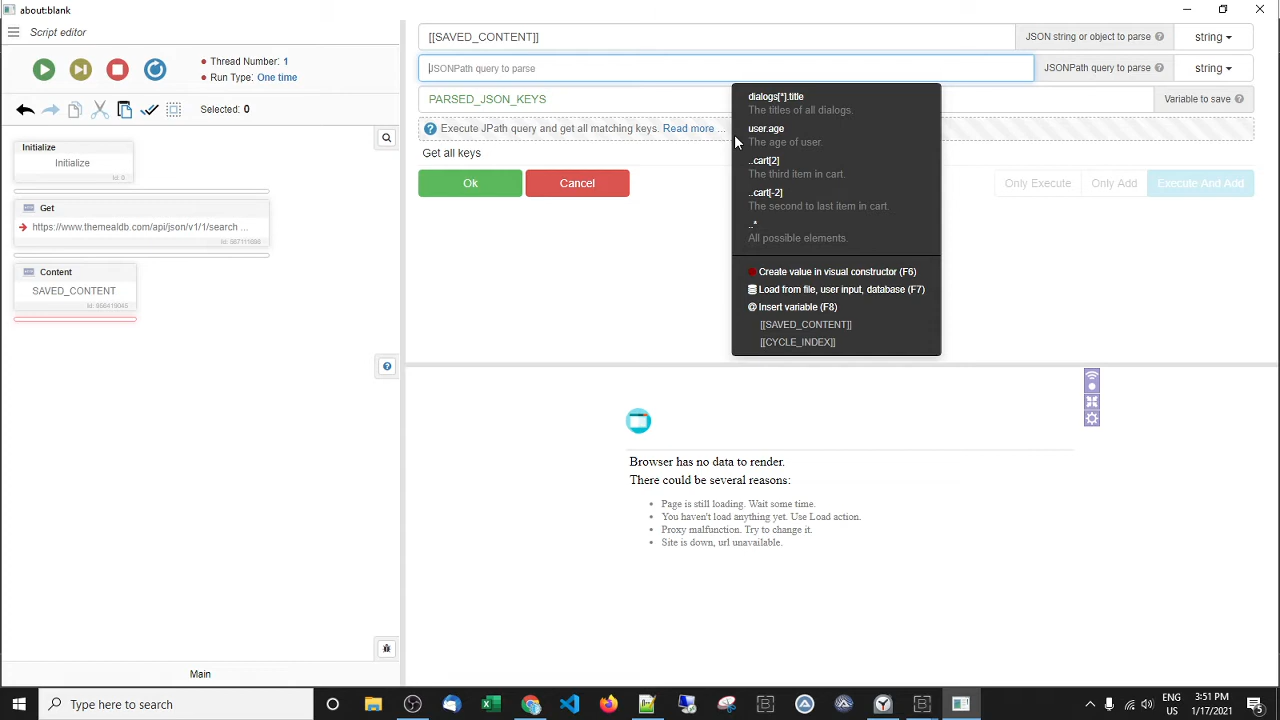 about:blank
Script editor
Thread Number: 1
Run Type: One time
Selected: 0
Initialize
Initialize
Id: 0
Get
https://www.themealdb.com/api/json/v1/1/search ...
Content
SAVED_CONTENT
Id: 956419045
Main
[[SAVED_CONTENT]]
JSON string or object to parse
string
JSONPath query to parse
JSONPath query to parse
string
PARSED_JSON_KEYS
Variable to save
Execute JPath query and get all matching keys. Read more ...
Get all keys
Ok
Cancel
Only Execute
Only Add
Execute And Add
dialogs[*].title
The titles of all dialogs.
user.age
The age of user.
..cart[2]
The third item in cart.
..cart[-2]
The second to last item in cart.
..*
All possible elements.
Create value in visual constructor (F6)
Load from file, user input, database (F7)
Insert variable (F8)
[[SAVED_CONTENT]]
[[CYCLE_INDEX]]
Browser has no data to render.
There could be several reasons:
Page is still loading. Wait some time.
You haven't load anything yet. Use Load action.
Proxy malfunction. Try to change it.
Site is down, url unavailable.
Type here to search
ENG
US
3:51 PM
1/17/2021